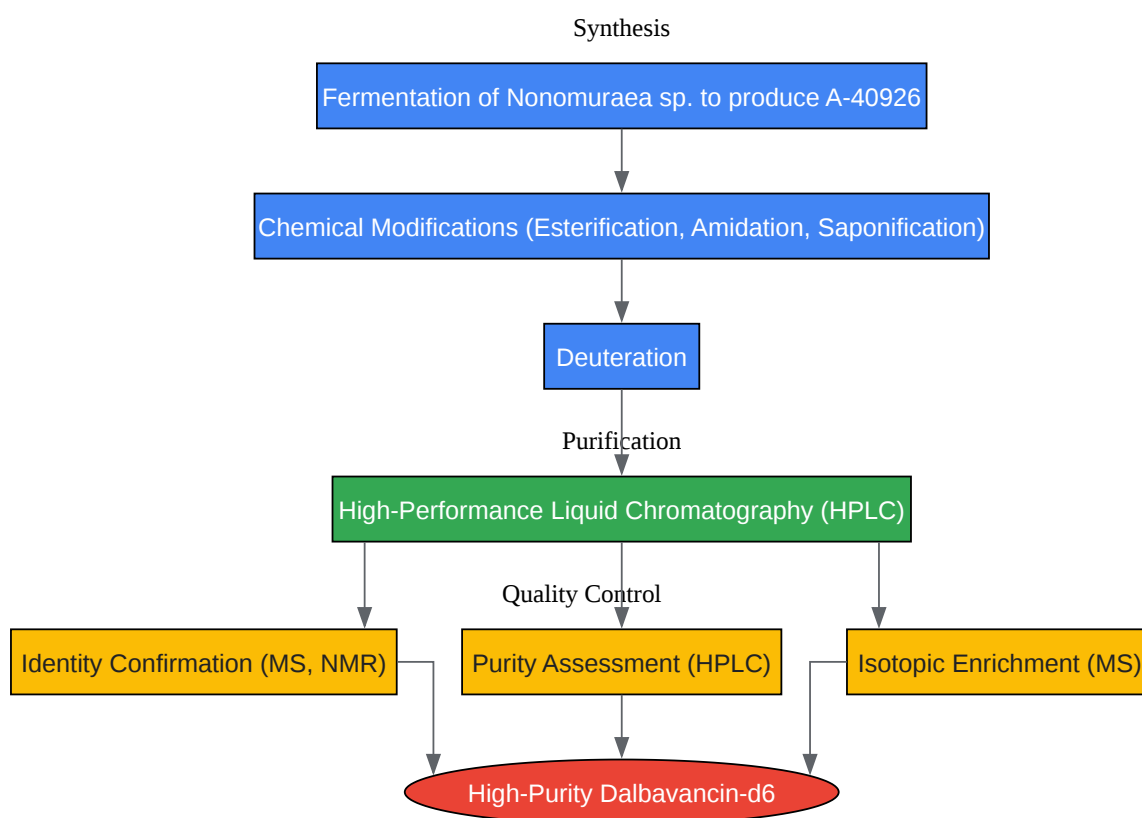 Synthesis
Fermentation of Nonomuraea sp. to produce A-40926
Chemical Modifications (Esterification, Amidation, Saponification)
Deuteration
Purification
High-Performance Liquid Chromatography (HPLC)
Quality Control
Identity Confirmation (MS, NMR)
Purity Assessment (HPLC)
Isotopic Enrichment (MS)
High-Purity Dalbavancin-d6